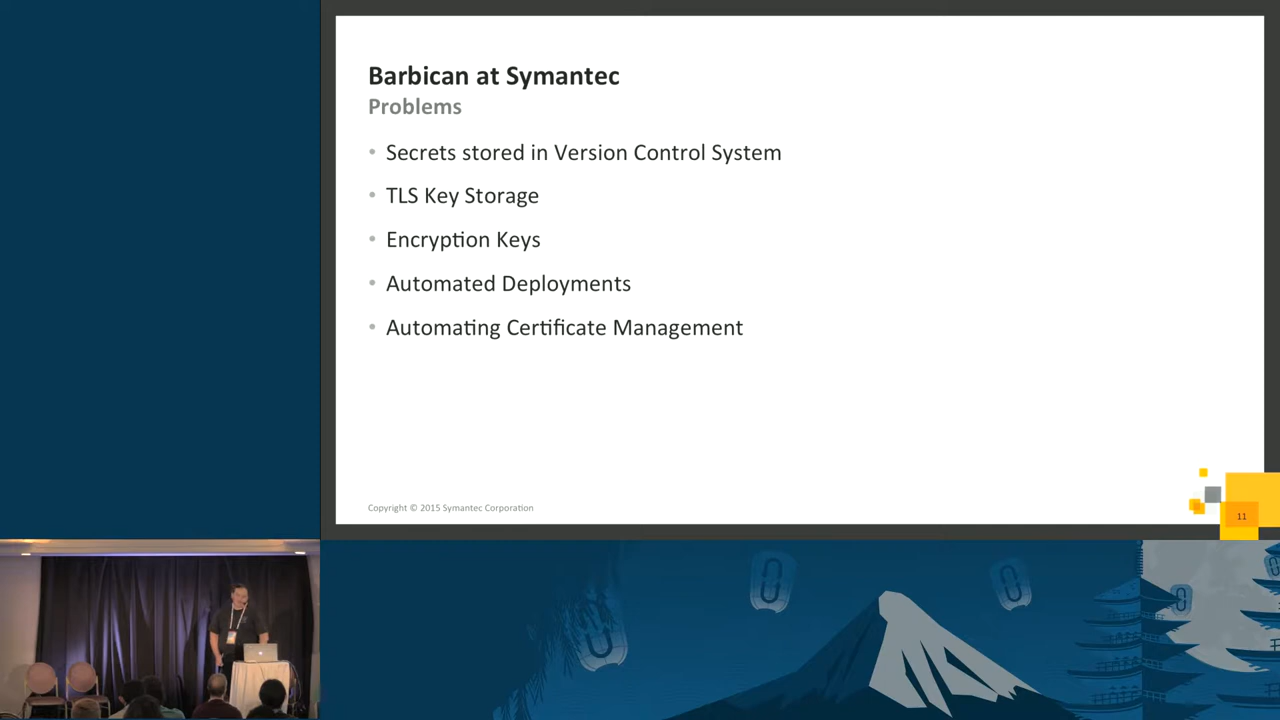 Barbican at Symantec
Problems
• Secrets stored in Version Control System
• TLS Key Storage
• Encryption Keys
• Automated Deployments
• Automating Certificate Management
Copyright © 2015 Symantec Corporation
11